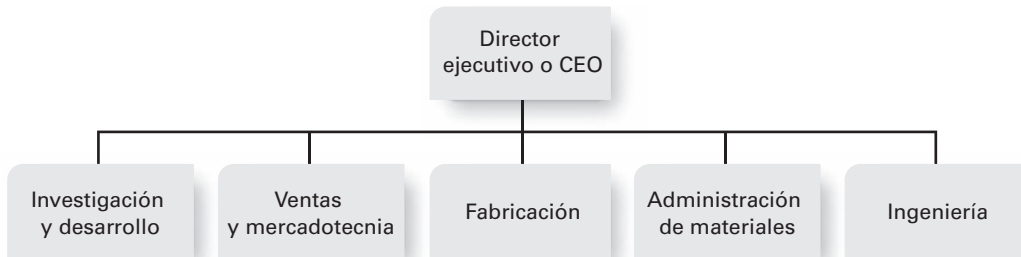 Director
ejecutivo o CEO
Investigación
y desarrollo
Ventas
y mercadotecnia
Fabricación
Administración
de materiales
Ingeniería